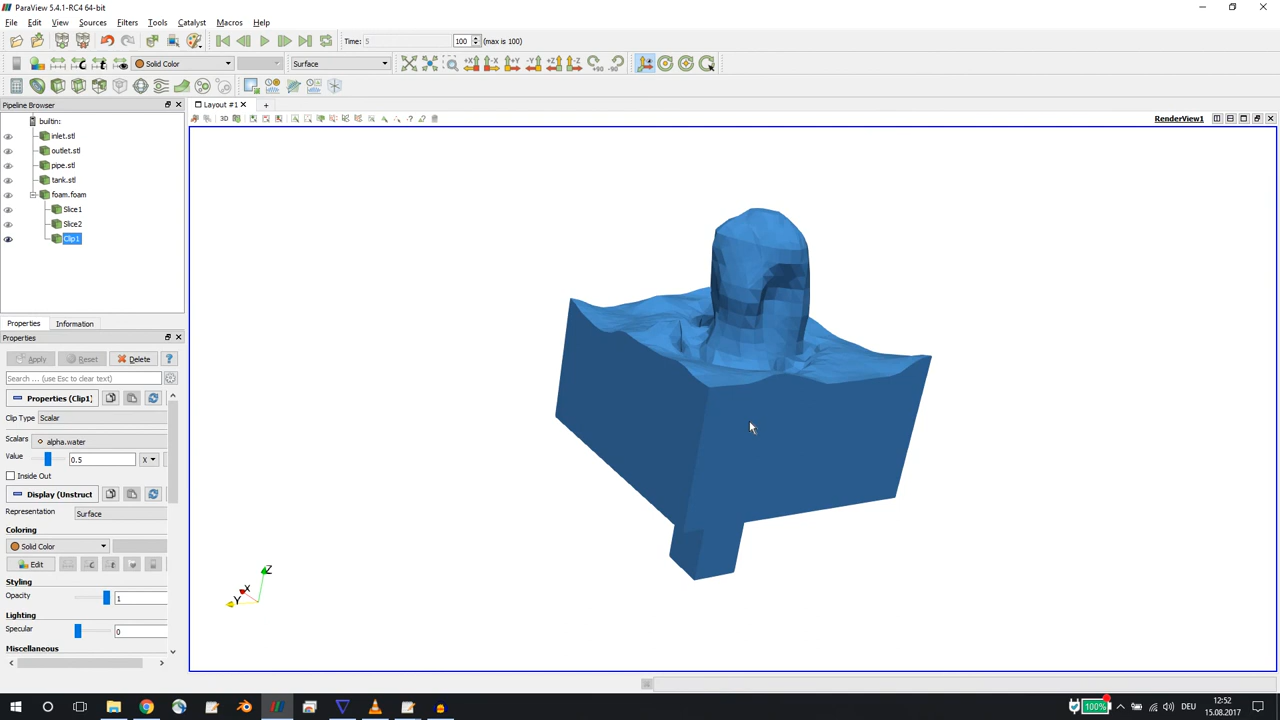 ParaView 5.4.1-RC4 64-bit
File Edit View Sources Filters Tools Catalyst Macros Help
Time: 5 100 (max is 100)
Solid Color Surface
+X -X +Y -Y +Z -Z +90 -90
Pipeline Browser
Layout #1
3D
RenderView1
builtin:
inlet.stl
outlet.stl
pipe.stl
tank.stl
foam.foam
Slice1
Slice2
Clip1
Properties Information
Properties
Apply Reset Delete ?
Search ... (use Esc to clear text)
Properties (Clip1)
Clip Type Scalar
Scalars alpha.water
Value 0.5 X
Inside Out
Display (Unstruct
Representation Surface
Coloring
Solid Color
Edit
Styling
Opacity 1
Lighting
Specular 0
Miscellaneous
Z
X
Y
100% DEU 12:52
15.08.2017